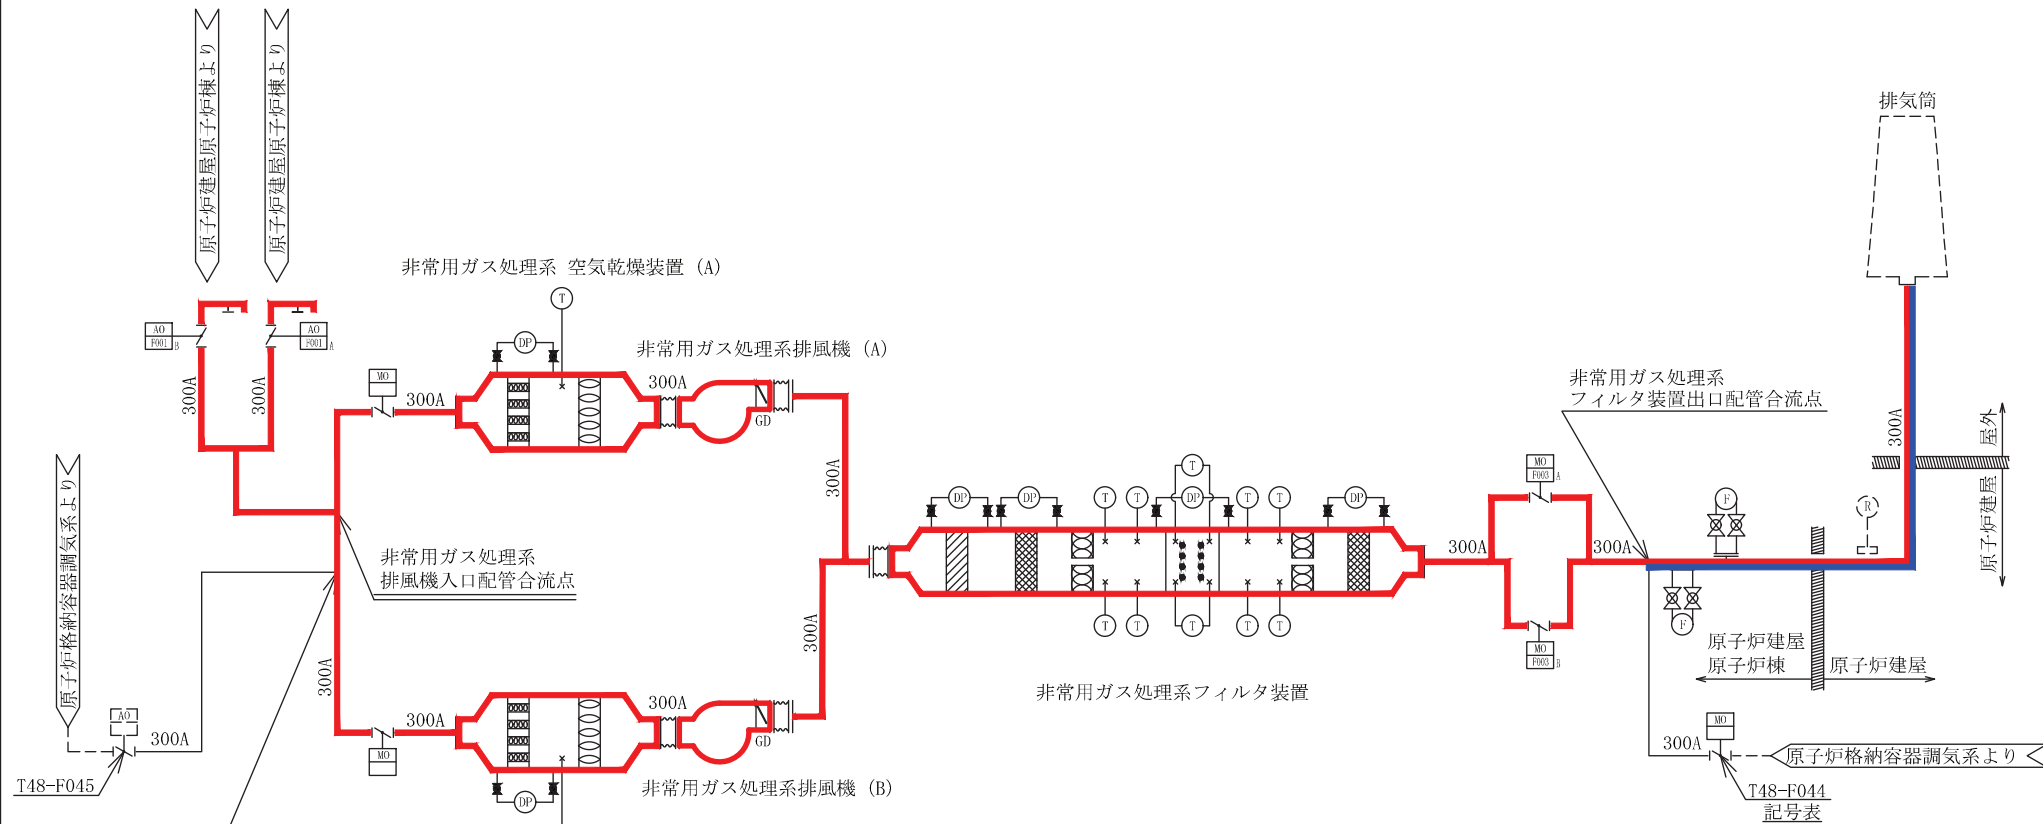 原子炉建屋原子炉棟より
原子炉建屋原子炉棟より
排気筒
非常用ガス処理系 空気乾燥装置 (A)
T
AO
F001
B
AO
F001
A
DP
非常用ガス処理系排風機 (A)
300A
300A
MO
300A
300A
GD
非常用ガス処理系
フィルタ装置出口配管合流点
300A
屋外
原子炉建屋
原子炉格納容器調気系より
300A
MO
F003
A
T
DP
DP
T
T
DP
T
T
DP
F
R
非常用ガス処理系
排風機入口配管合流点
300A
300A
300A
T
T
T
T
T
F
MO
F003
B
原子炉建屋
原子炉棟
原子炉建屋
300A
300A
非常用ガス処理系フィルタ装置
AO
300A
300A
300A
MO
GD
MO
300A
原子炉格納容器調気系より
T48-F045
DP
非常用ガス処理系排風機 (B)
T48-F044
記号表